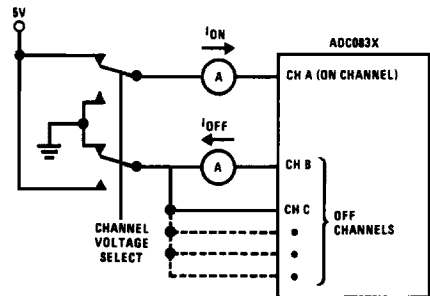 5V
ION
ADC083X
A
CH A (ON CHANNEL)
IOFF
A
CH B
CH C
OFF
CHANNELS
CHANNEL
VOLTAGE
SELECT